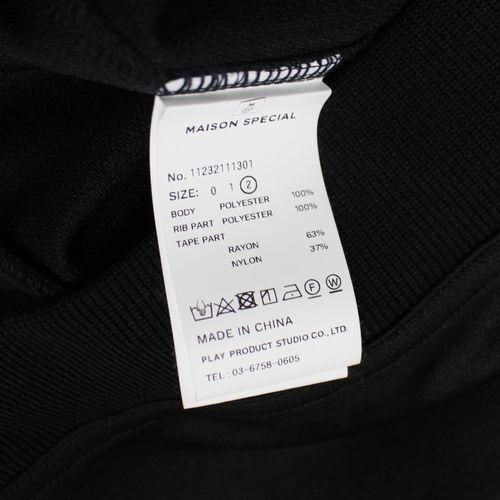 MAISON SPECIAL
No. 11232111301
SIZE: 0 1 2
BODY POLYESTER 100%
RIB PART POLYESTER 100%
TAPE PART
RAYON 63%
NYLON 37%
F W
MADE IN CHINA
PLAY PRODUCT STUDIO CO., LTD.
TEL : 03-6758-0605